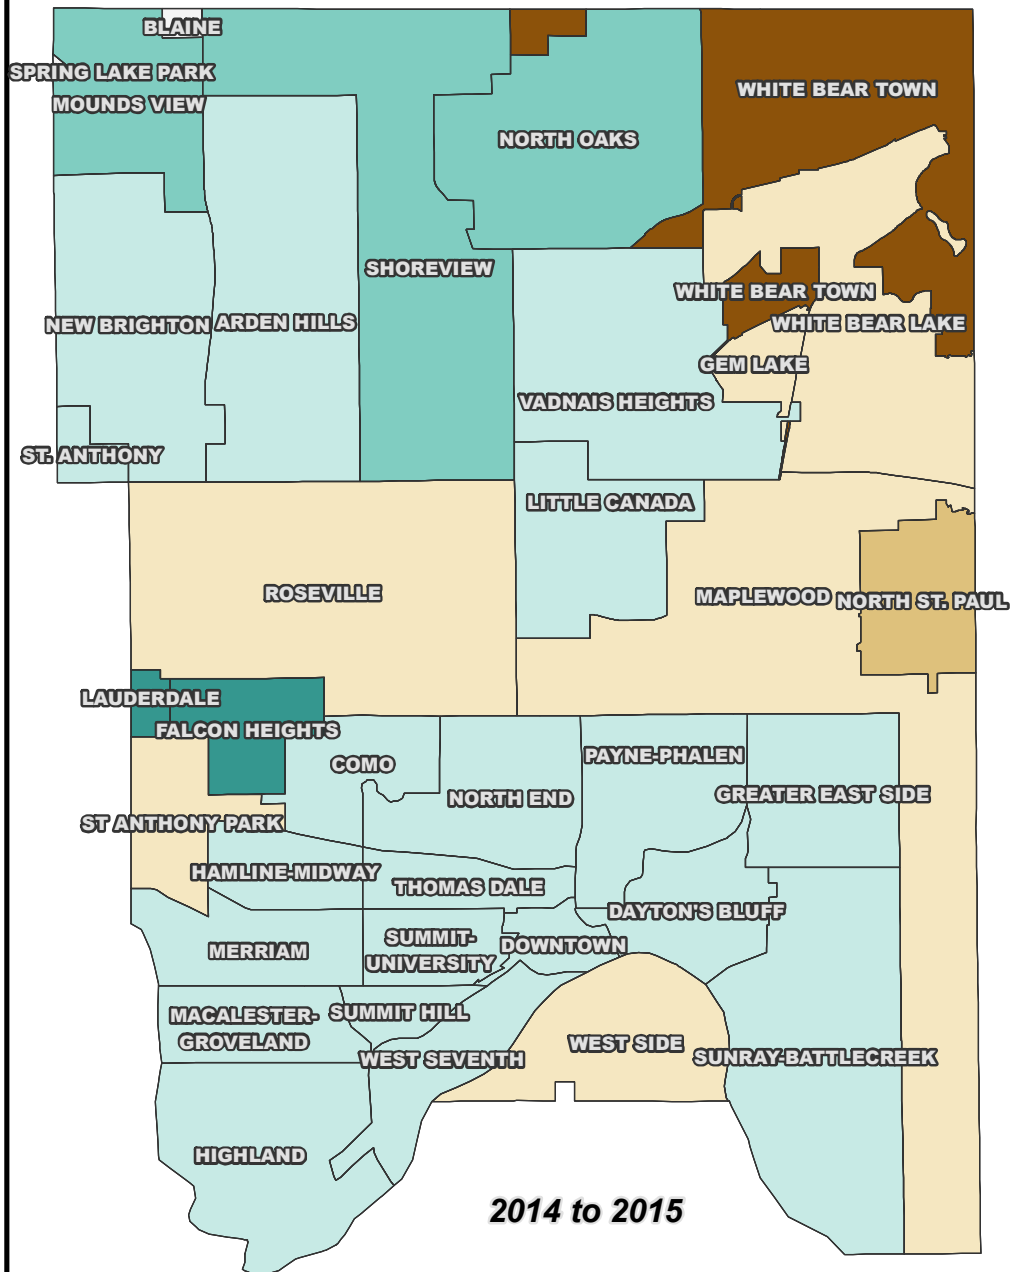 BLAINE
SPRING LAKE PARK
MOUNDS VIEW
WHITE BEAR TOWN
NORTH OAKS
SHOREVIEW
WHITE BEAR TOWN
NEW BRIGHTON
ARDEN HILLS
WHITE BEAR LAKE
GEM LAKE
VADNAIS HEIGHTS
ST. ANTHONY
LITTLE CANADA
ROSEVILLE
MAPLEWOOD
NORTH ST. PAUL
LAUDERDALE
FALCON HEIGHTS
COMO
PAYNE-PHALEN
NORTH END
GREATER EAST SIDE
ST ANTHONY PARK
HAMLINE-MIDWAY
THOMAS DALE
DAYTON'S BLUFF
MERRIAM
SUMMIT-
UNIVERSITY
DOWNTOWN
MACALESTER-
GROVELAND
SUMMIT HILL
WEST SEVENTH
WEST SIDE
SUNRAY-BATTLECREEK
HIGHLAND
2014 to 2015